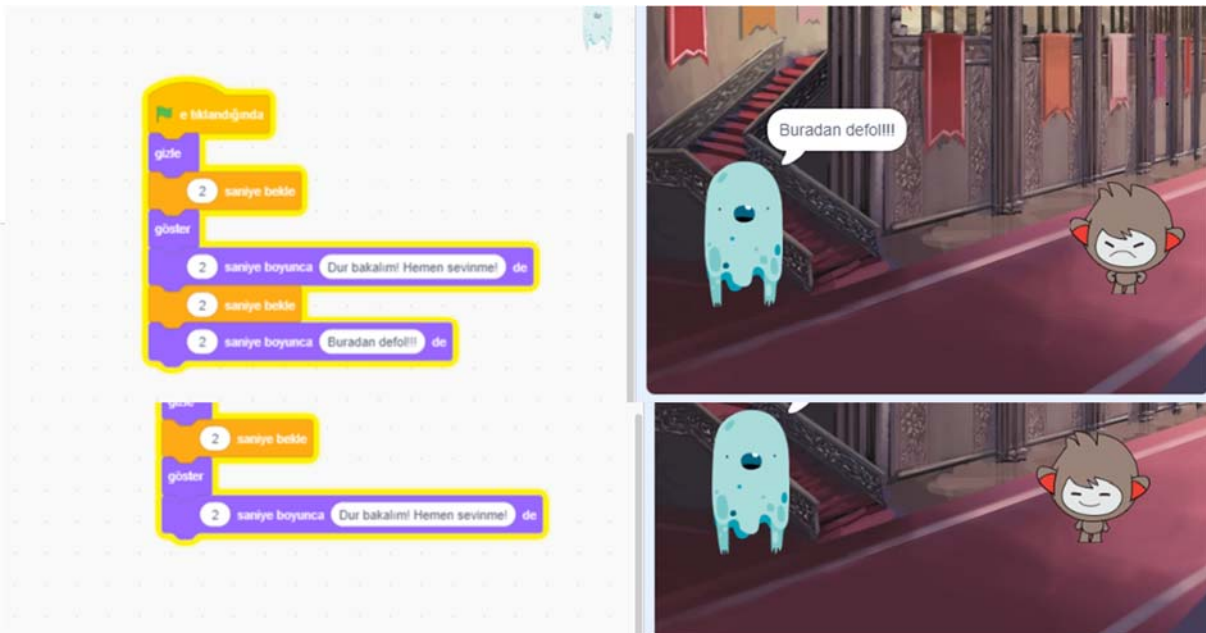 e tıklandığında
gizle
2 saniye bekle
göster
2 saniye boyunca Dur bakalım! Hemen sevinme! de
2 saniye bekle
2 saniye boyunca Buradan defol!!! de
Buradan defol!!!
2 saniye bekle
göster
2 saniye boyunca Dur bakalım! Hemen sevinme! de